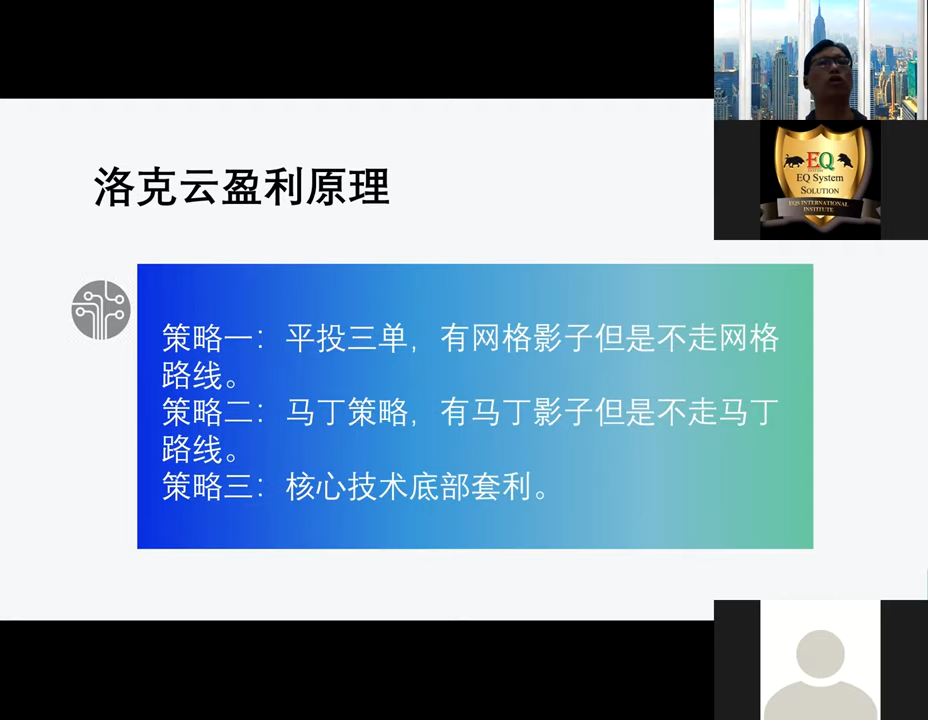 洛克云盈利原理
策略一：平投三单，有网格影子但是不走网格
路线。
策略二：马丁策略，有马丁影子但是不走马丁
路线。
策略三：核心技术底部套利。
EQ
EQ System
Solution
EQS INTERNATIONAL
INSTITUTE